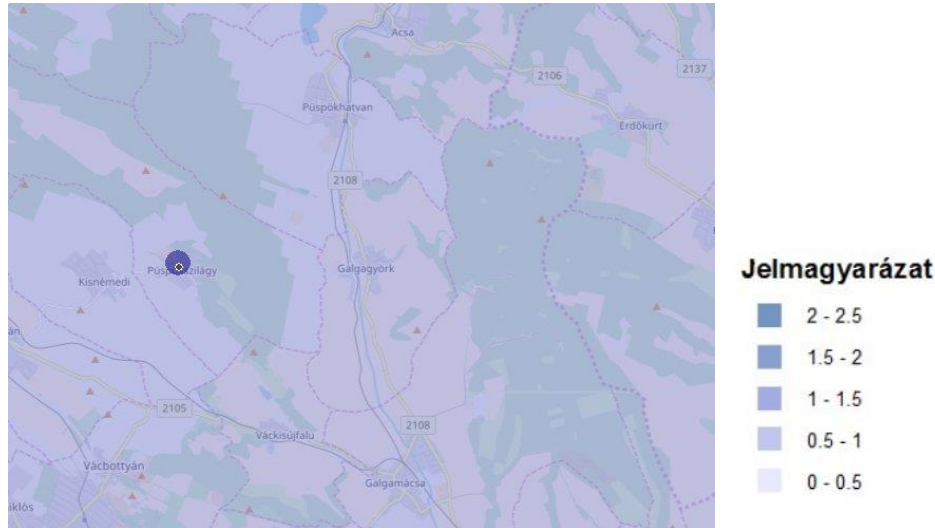 Acsa
2106
2137
Püspökhatvan
Erdőkürt
2108
Galgagyörk
Püspökszilágy
Kisnémedi
2105
2108
Váckisújfalu
Vácbottyán
Galgamácsa
Jelmagyarázat
2 - 2.5
1.5 - 2
1 - 1.5
0.5 - 1
0 - 0.5